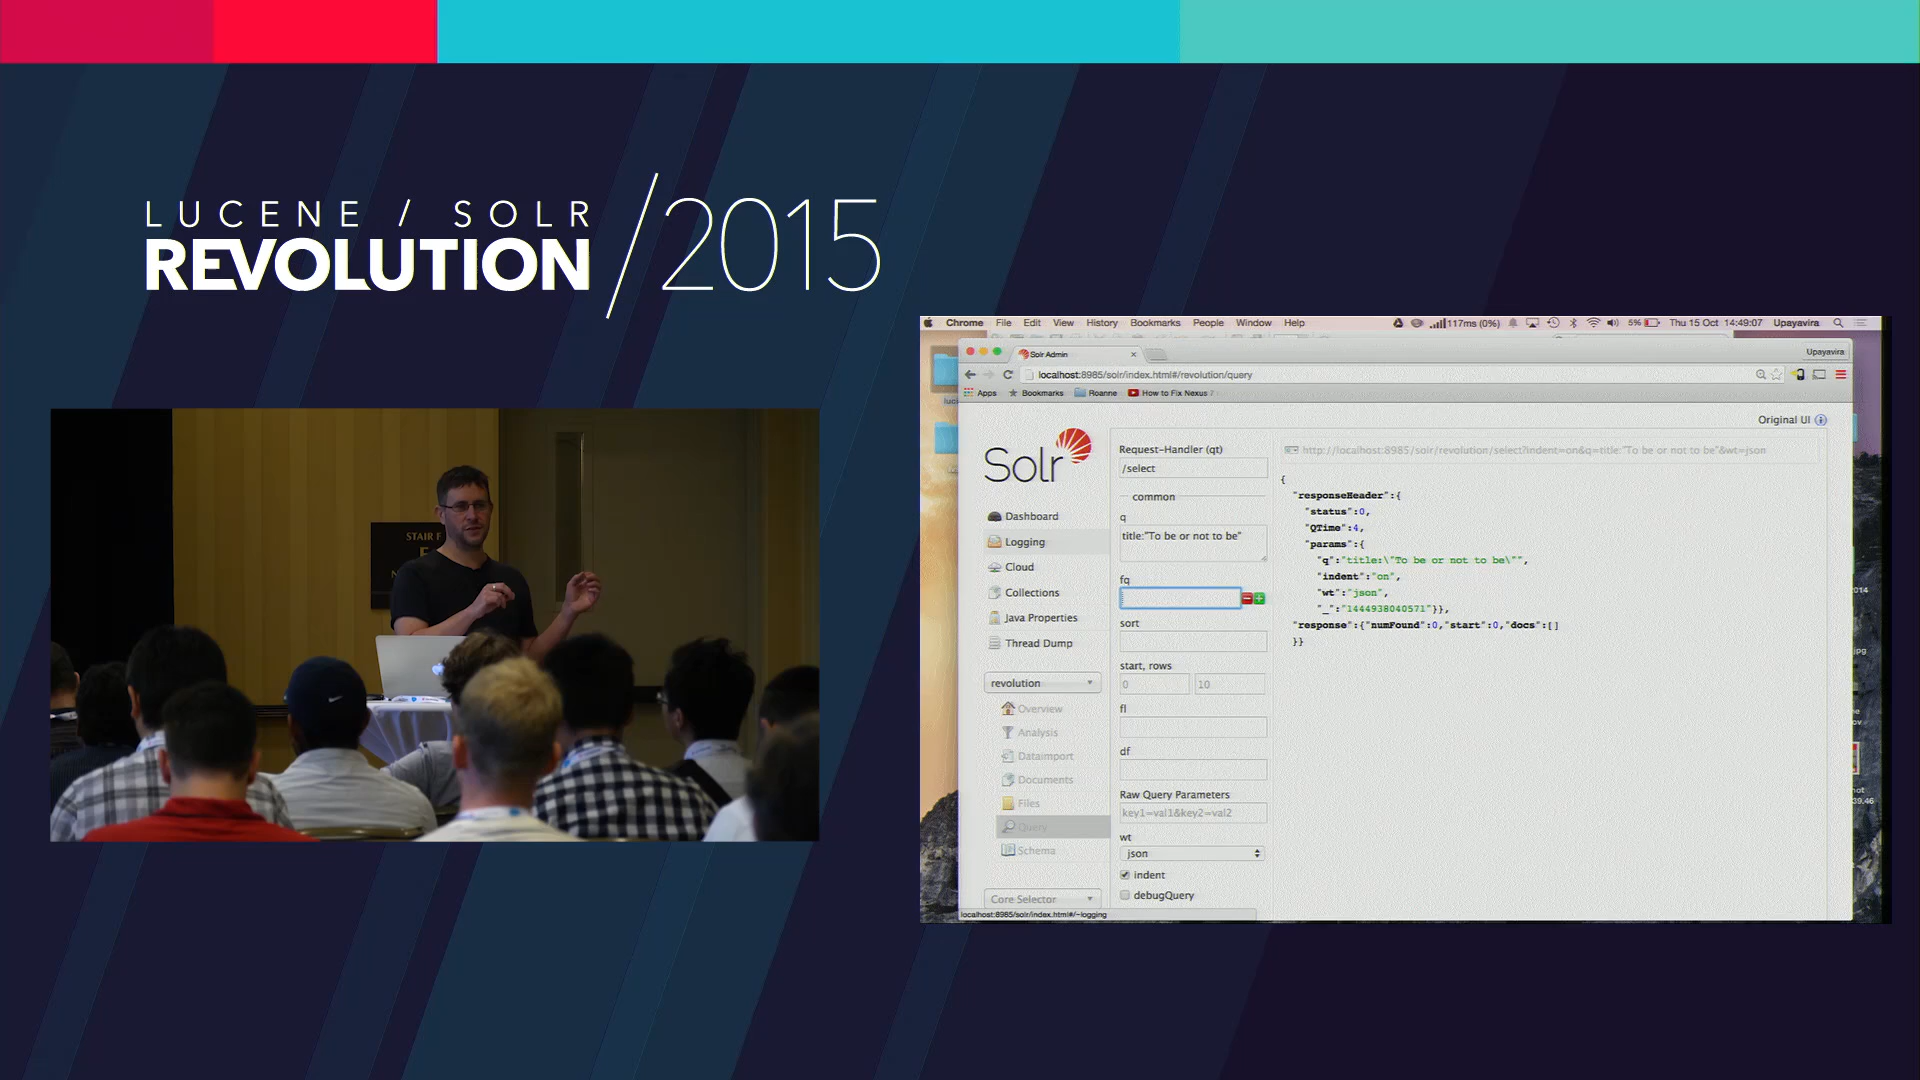 LUCENE / SOLR
REVOLUTION
/2015
STAIR F
Chrome File Edit View History Bookmarks People Window Help
117ms (0%) 5% Thu 15 Oct 14:49:07 Upayavira
Solr Admin
Upayavira
localhost:8985/solr/index.html#/revolution/query
Apps Bookmarks Roanne How to Fix Nexus 7
Original UI
Solr
Dashboard
Logging
Cloud
Collections
Java Properties
Thread Dump
revolution
Overview
Analysis
Dataimport
Documents
Files
Query
Schema
Core Selector
localhost:8985/solr/index.html#/~logging
Request-Handler (qt)
/select
common
q
title:"To be or not to be"
fq
sort
start, rows
0 10
fl
df
Raw Query Parameters
key1=val1&key2=val2
wt
json
indent
debugQuery
http://localhost:8985/solr/revolution/select?indent=on&q=title:"To be or not to be"&wt=json
{
"responseHeader":{
"status":0,
"QTime":4,
"params":{
"q":"title:\"To be or not to be\"",
"indent":"on",
"wt":"json",
"_":"1444938040571"}},
"response":{"numFound":0,"start":0,"docs":[]
}}
2014
jpg